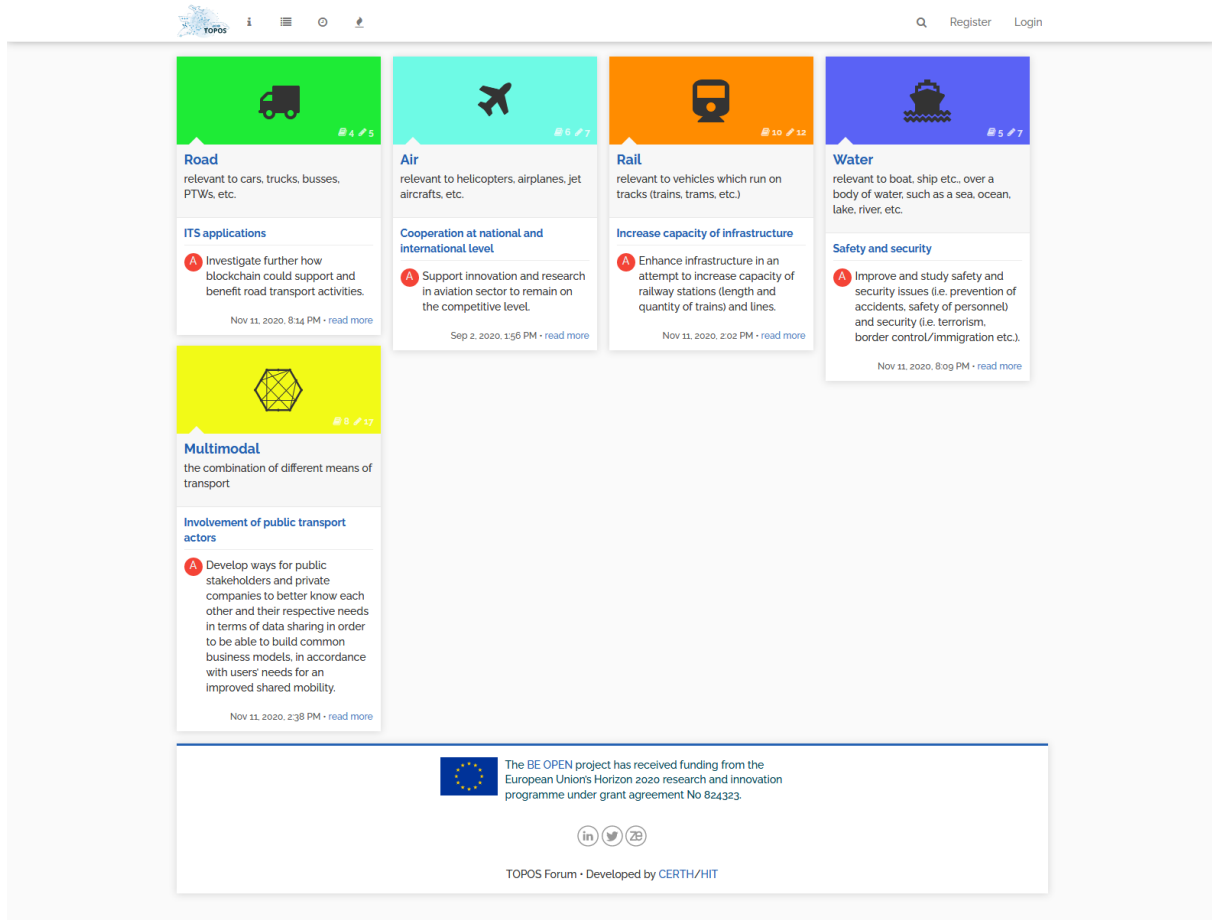 TOPOS
Register
Login
4 5
Road
relevant to cars, trucks, busses,
PTWs, etc.
ITS applications
A Investigate further how
blockchain could support and
benefit road transport activities.
Nov 11, 2020, 8:14 PM • read more
6 7
Air
relevant to helicopters, airplanes, jet
aircrafts, etc.
Cooperation at national and
international level
A Support innovation and research
in aviation sector to remain on
the competitive level.
Sep 2, 2020, 1:56 PM • read more
10 12
Rail
relevant to vehicles which run on
tracks (trains, trams, etc.)
Increase capacity of infrastructure
A Enhance infrastructure in an
attempt to increase capacity of
railway stations (length and
quantity of trains) and lines.
Nov 11, 2020, 2:02 PM • read more
5 7
Water
relevant to boat, ship etc., over a
body of water, such as a sea, ocean,
lake, river, etc.
Safety and security
A Improve and study safety and
security issues (i.e. prevention of
accidents, safety of personnel)
and security (i.e. terrorism,
border control/immigration etc.).
Nov 11, 2020, 8:09 PM • read more
17
Multimodal
the combination of different means of
transport
Involvement of public transport
actors
A Develop ways for public
stakeholders and private
companies to better know each
other and their respective needs
in terms of data sharing in order
to be able to build common
business models, in accordance
with users' needs for an
improved shared mobility.
Nov 11, 2020, 2:38 PM • read more
The BE OPEN project has received funding from the
European Union's Horizon 2020 research and innovation
programme under grant agreement No 824323.
in
TOPOS Forum • Developed by CERTH/HIT